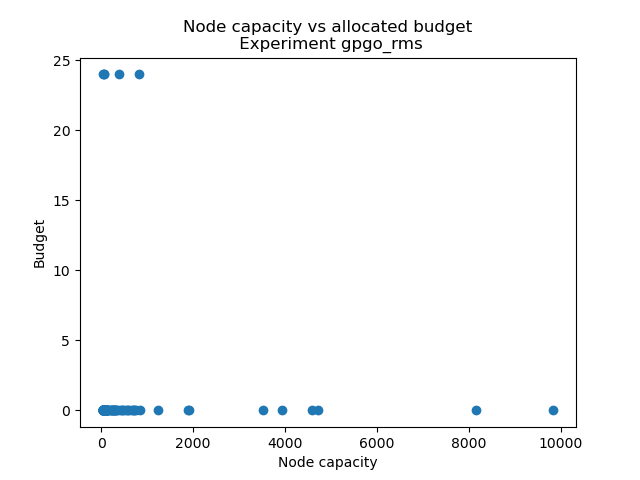 Node capacity vs allocated budget
Experiment gpgo_rms
25
20
15
10
5
0
Budget
0 2000 4000 6000 8000 10000
Node capacity